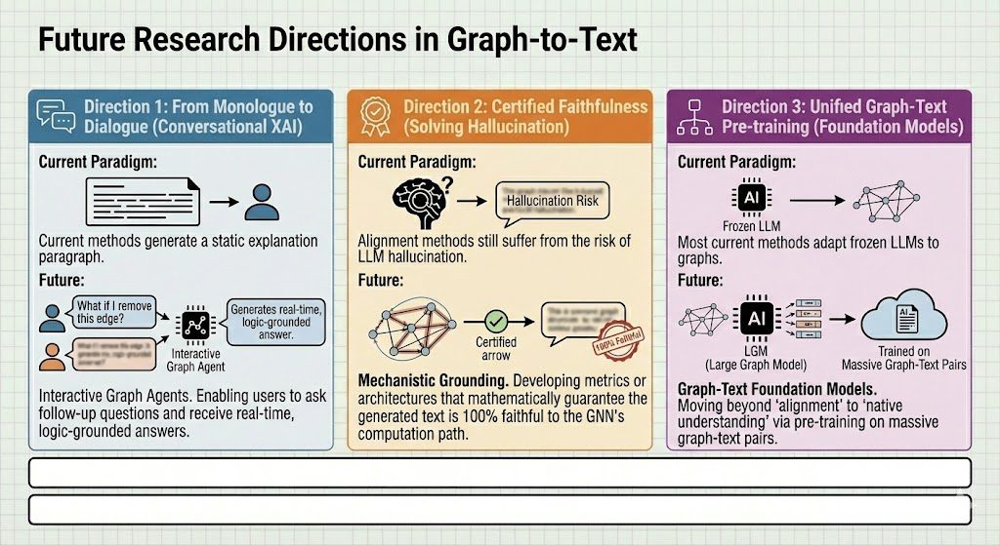 Future Research Directions in Graph-to-Text
Direction 1: From Monologue to
Dialogue (Conversational XAI)
Current Paradigm:
Current methods generate a static explanation
paragraph.
Future:
What if I remove
this edge?
Interactive
Graph Agent
Generates real-time,
logic-grounded
answer.
Interactive Graph Agents. Enabling users to ask
follow-up questions and receive real-time,
logic-grounded answers.
Direction 2: Certified Faithfulness
(Solving Hallucination)
Current Paradigm:
?
Hallucination Risk
Alignment methods still suffer from the risk of
LLM hallucination.
Future:
Certified
arrow
100% Faithful
Mechanistic Grounding. Developing metrics or
architectures that mathematically guarantee the
generated text is 100% faithful to the GNN's
computation path.
Direction 3: Unified Graph-Text
Pre-training (Foundation Models)
Current Paradigm:
AI
Frozen LLM
Most current methods adapt frozen LLMs to
graphs.
Future:
AI
LGM
(Large Graph Model)
AI
Trained on
Massive Graph-Text Pairs
Graph-Text Foundation Models.
Moving beyond 'alignment' to 'native
understanding' via pre-training on massive
graph-text pairs.